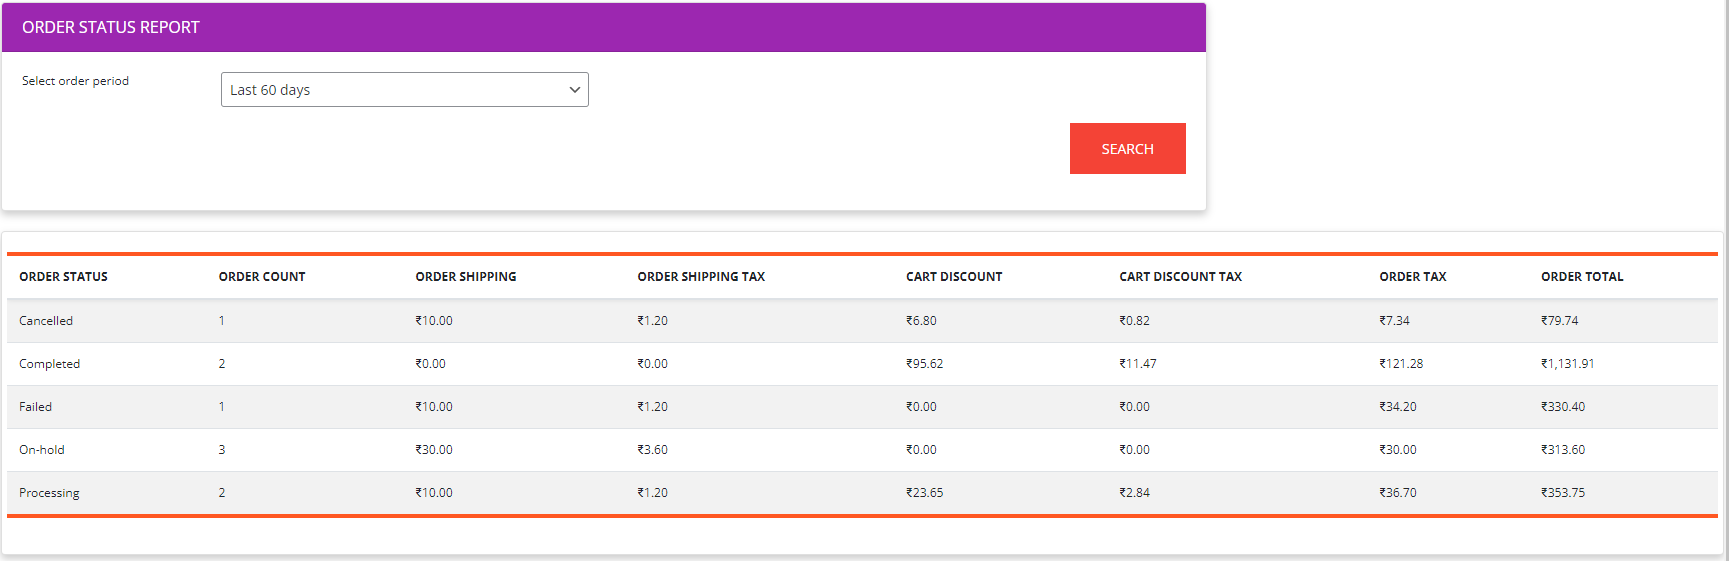 ORDER STATUS REPORT
Select order period
Last 60 days
SEARCH
ORDER STATUS ORDER COUNT ORDER SHIPPING ORDER SHIPPING TAX CART DISCOUNT CART DISCOUNT TAX ORDER TAX ORDER TOTAL
Cancelled 1 ₹10.00 ₹1.20 ₹6.80 ₹0.82 ₹7.34 ₹79.74
Completed 2 ₹0.00 ₹0.00 ₹95.62 ₹11.47 ₹121.28 ₹1,131.91
Failed 1 ₹10.00 ₹1.20 ₹0.00 ₹0.00 ₹34.20 ₹330.40
On-hold 3 ₹30.00 ₹3.60 ₹0.00 ₹0.00 ₹30.00 ₹313.60
Processing 2 ₹10.00 ₹1.20 ₹23.65 ₹2.84 ₹36.70 ₹353.75